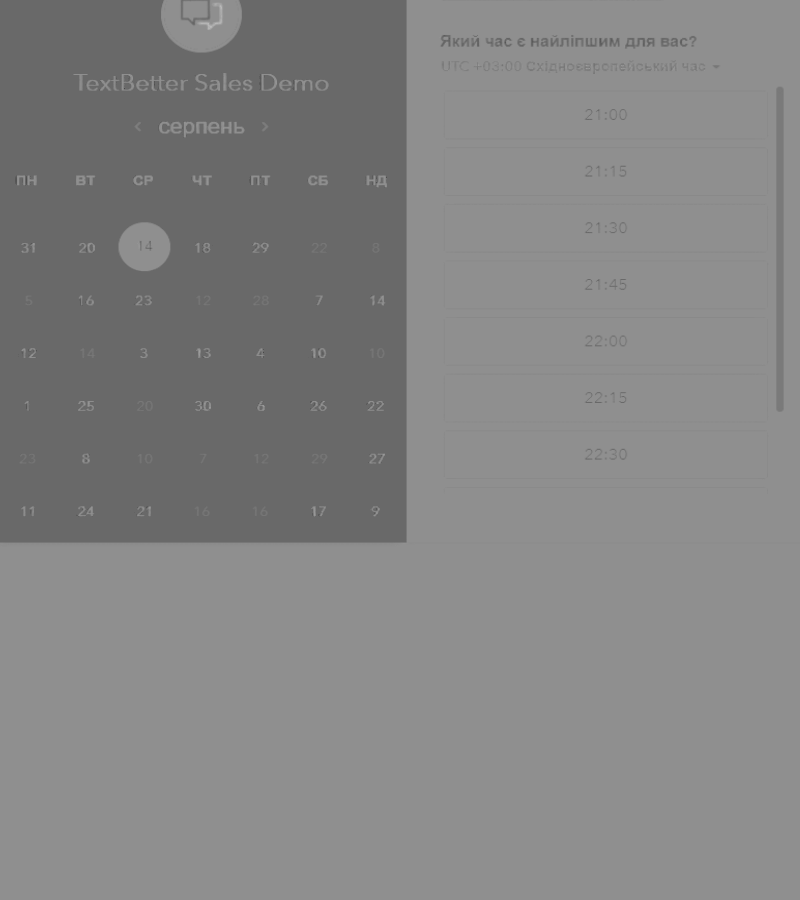 TextBetter Sales Demo
серпень
ПН ВТ СР ЧТ ПТ СБ НД
31 20 14 18 29 22 8
5 16 23 12 28 7 14
12 14 3 13 4 10 10
1 25 20 30 6 26 22
23 8 10 7 12 29 27
11 24 21 16 16 17 9
Який час є найліпшим для вас?
UTC +03:00 Східноєвропейський час
21:00
21:15
21:30
21:45
22:00
22:15
22:30